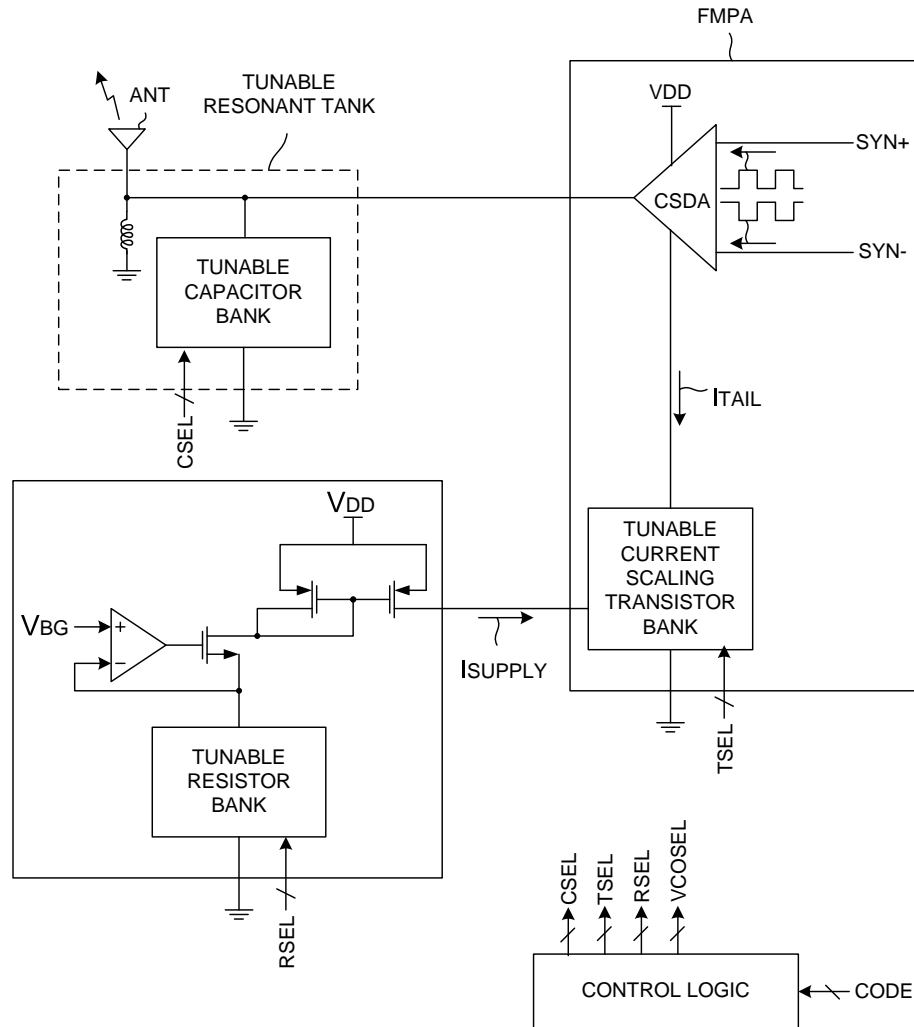 FMPA
TUNABLE
RESONANT TANK
ANT
VDD
SYN+
CSDA
SYN-
TUNABLE
CAPACITOR
BANK
ITAIL
CSEL
VDD
TUNABLE
CURRENT
SCALING
TRANSISTOR
BANK
VBG
+
−
ISUPPLY
TUNABLE
RESISTOR
BANK
TSEL
RSEL
CSEL
TSEL
RSEL
VCOSEL
CONTROL LOGIC
CODE